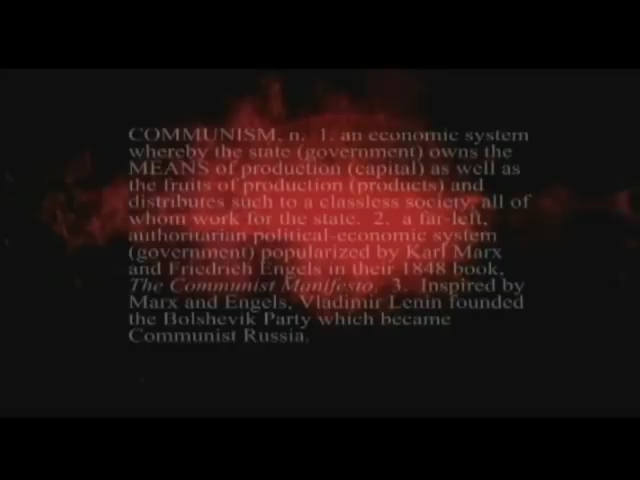 COMMUNISM, n. 1. an economic system
whereby the state (government) owns the
MEANS of production (capital) as well as
the fruits of production (products) and
distributes such to a classless society, all of
whom work for the state. 2. a far-left,
authoritarian political-economic system
(government) popularized by Karl Marx
and Friedrich Engels in their 1848 book,
The Communist Manifesto. 3. Inspired by
Marx and Engels, Vladimir Lenin founded
the Bolshevik Party which became
Communist Russia.